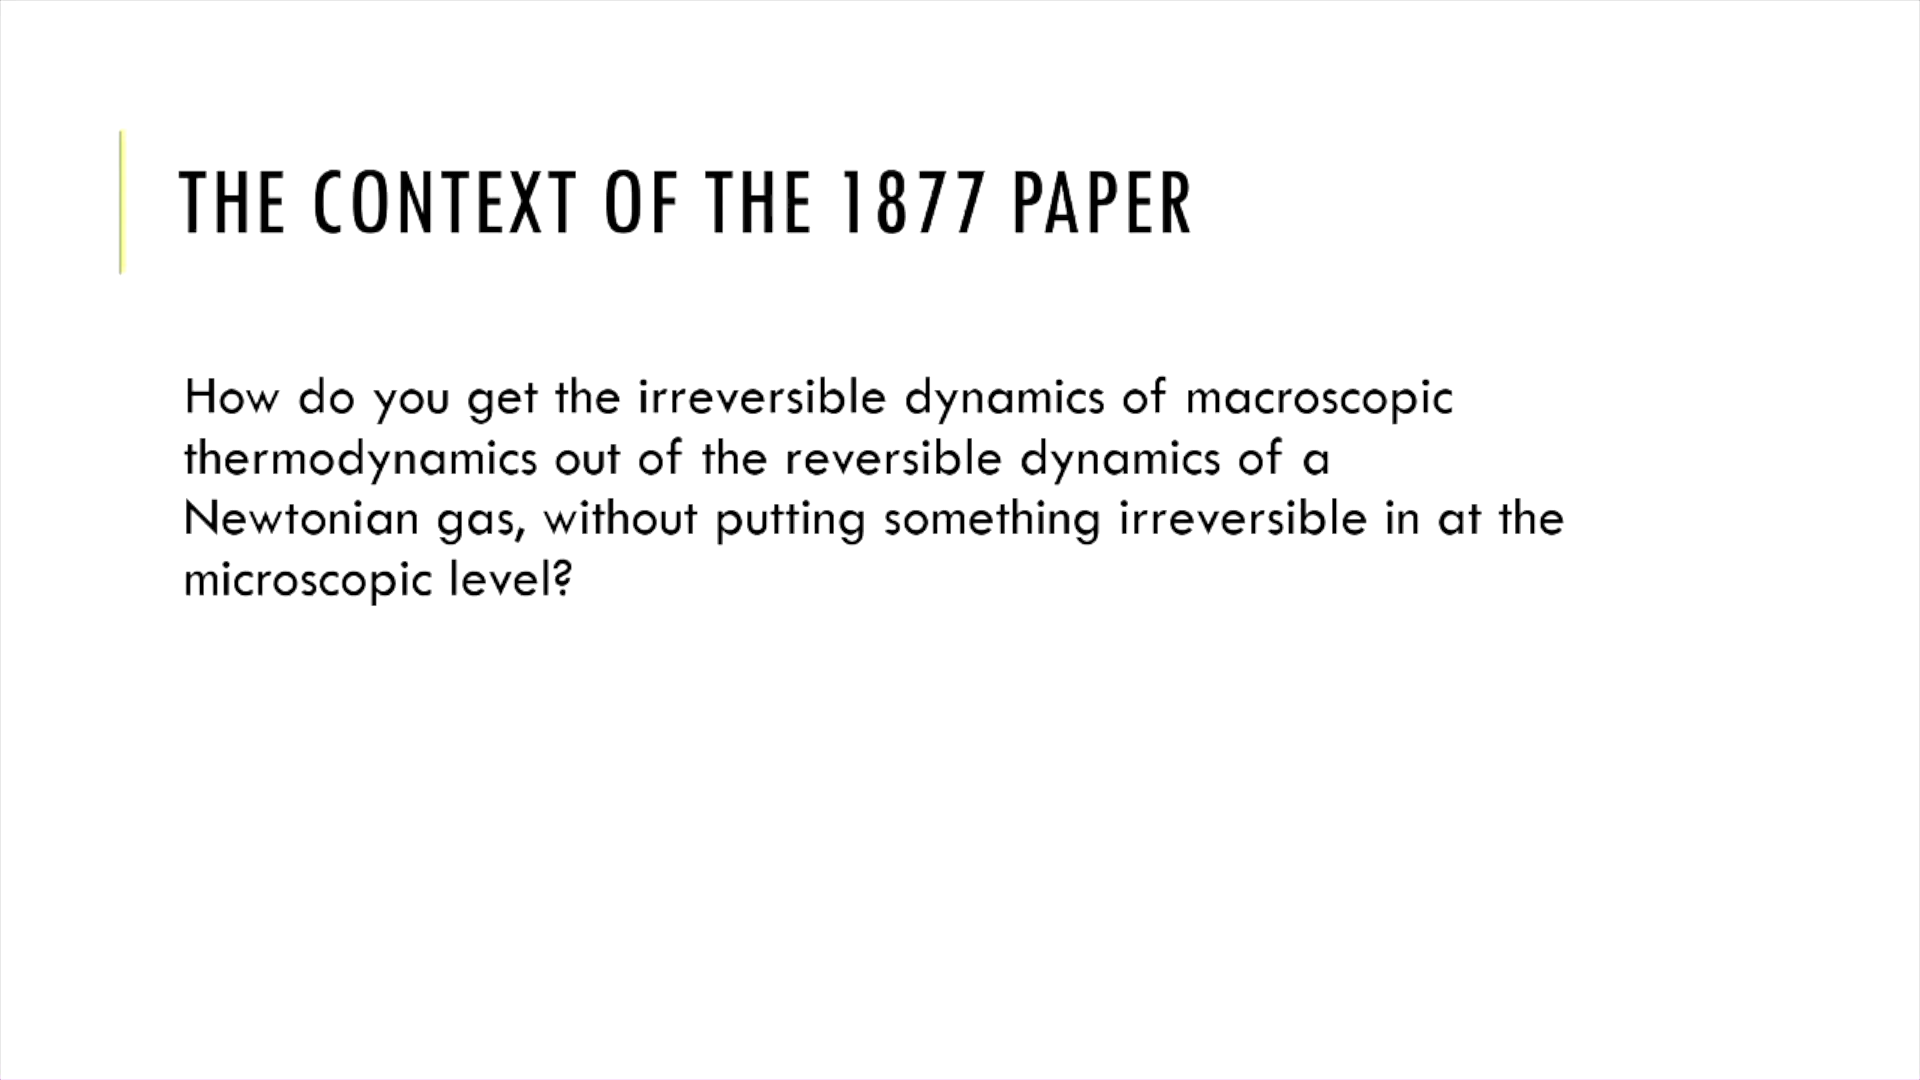 THE CONTEXT OF THE 1877 PAPER
How do you get the irreversible dynamics of macroscopic
thermodynamics out of the reversible dynamics of a
Newtonian gas, without putting something irreversible in at the
microscopic level?